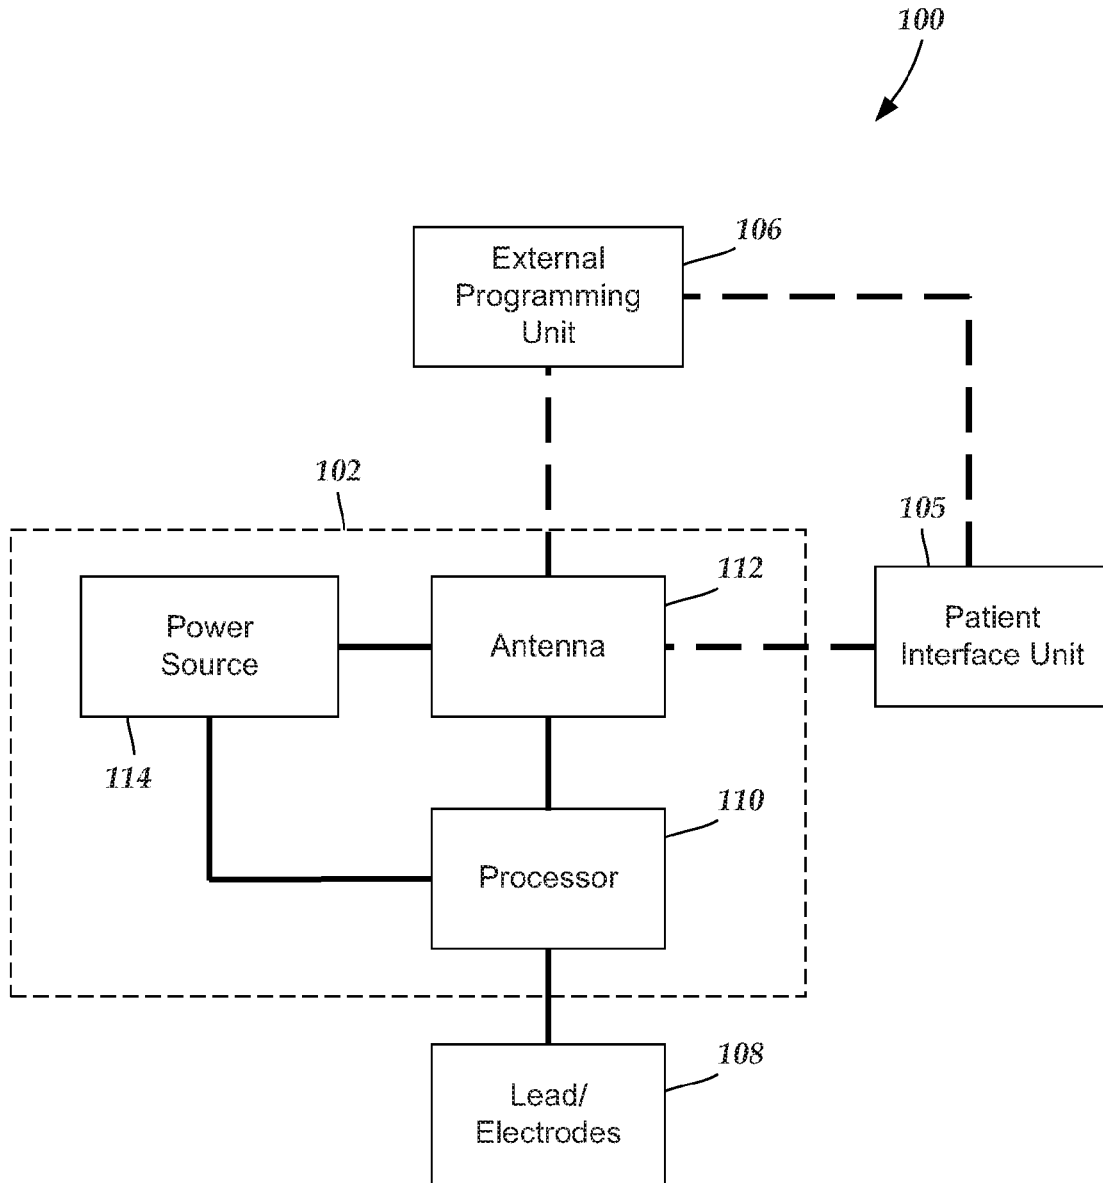 100
106
External
Programming
Unit
102
105
112
Power
Source
Antenna
Patient
Interface Unit
114
110
Processor
108
Lead/
Electrodes